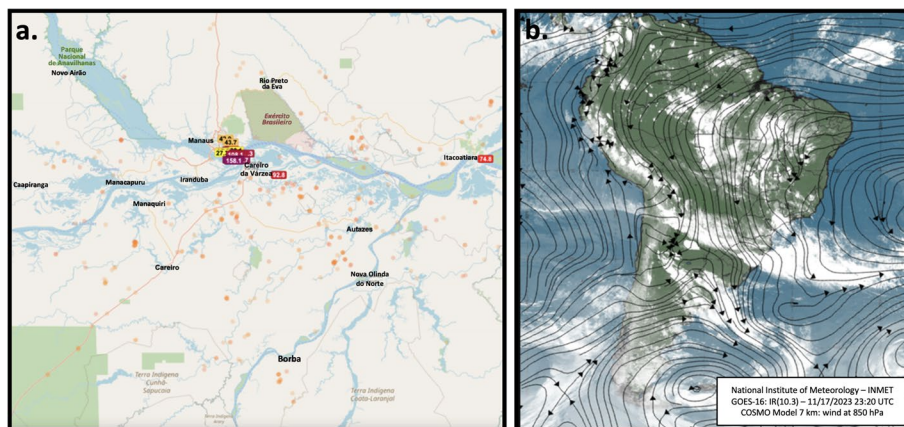 a.
Parque
Nacional
de Anavilhanas
Novo Airão
Rio Preto
da Eva
Exército
Brasileiro
Manaus
43.7
27
158.1
Careiro
da Várzea
92.8
Itacoatiara
74.8
Caapiranga
Manacapuru
Iranduba
Manaquiri
Autazes
Careiro
Nova Olinda
do Norte
Borba
Terra Indígena
Cunhã-
Sapucaia
Terra Indígena
Coatá-Laranjal
b.
National Institute of Meteorology – INMET
GOES-16: IR(10.3) – 11/17/2023 23:20 UTC
COSMO Model 7 km: wind at 850 hPa